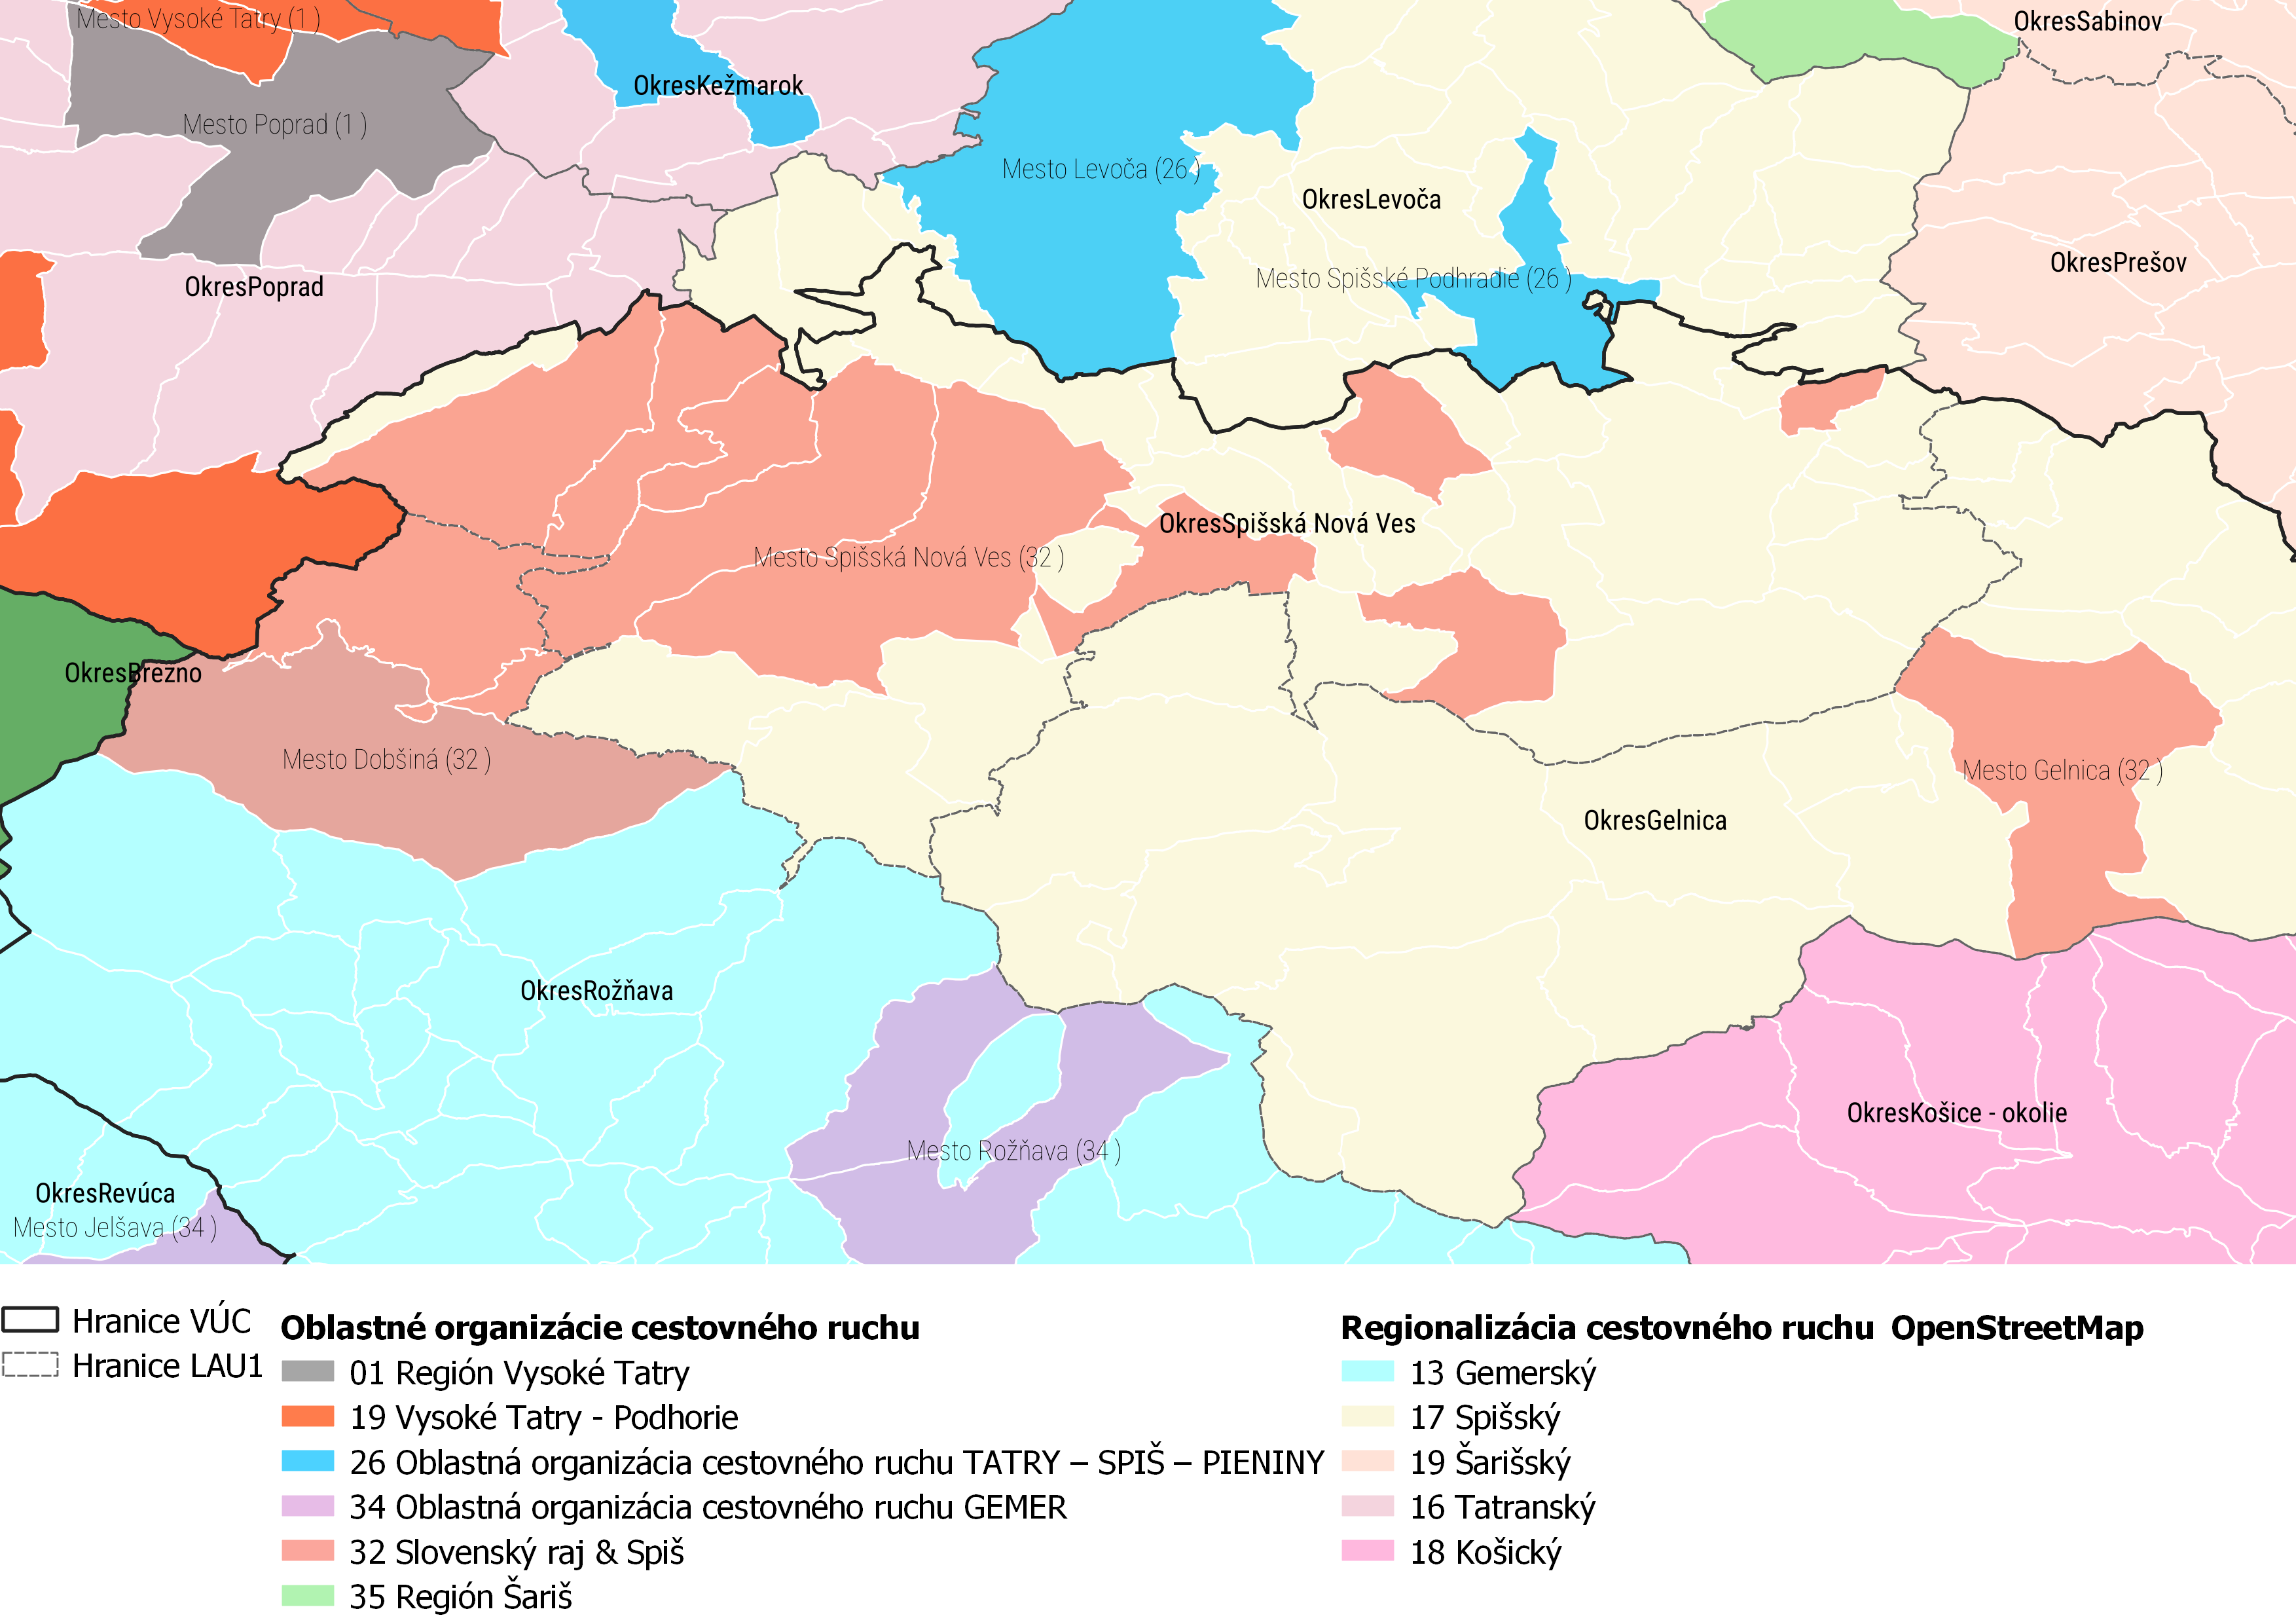 Mesto Vysoké Tatry (1 )
OkresSabinov
OkresKežmarok
Mesto Poprad (1 )
Mesto Levoča (26 )
OkresLevoča
OkresPrešov
Mesto Spišské Podhradie (26 )
OkresPoprad
OkresSpišská Nová Ves
Mesto Spišská Nová Ves (32 )
OkresBrezno
Mesto Dobšiná (32 )
Mesto Gelnica (32 )
OkresGelnica
OkresRožňava
OkresKošice - okolie
Mesto Rožňava (34 )
OkresRevúca
Mesto Jelšava (34 )
Hranice VÚC
Hranice LAU1
Oblastné organizácie cestovného ruchu
01 Región Vysoké Tatry
19 Vysoké Tatry - Podhorie
26 Oblastná organizácia cestovného ruchu TATRY – SPIŠ – PIENINY
34 Oblastná organizácia cestovného ruchu GEMER
32 Slovenský raj & Spiš
35 Región Šariš
Regionalizácia cestovného ruchu OpenStreetMap
13 Gemerský
17 Spišský
19 Šarišský
16 Tatranský
18 Košický